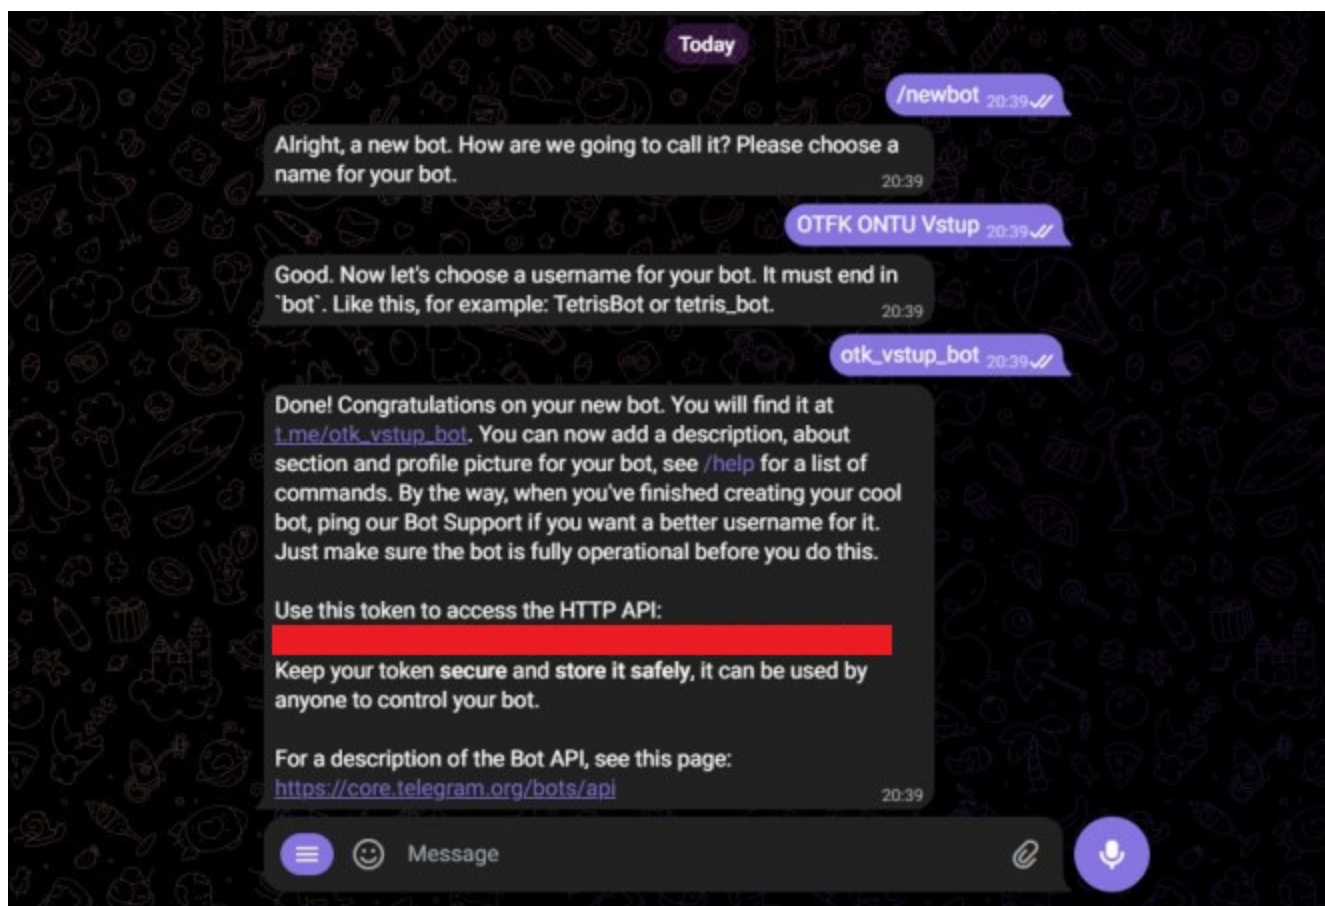 Today
/newbot 20:39
Alright, a new bot. How are we going to call it? Please choose a
name for your bot.
20:39
OTFK ONTU Vstup 20:39
Good. Now let's choose a username for your bot. It must end in
`bot`. Like this, for example: TetrisBot or tetris_bot.
20:39
otk_vstup_bot 20:39
Done! Congratulations on your new bot. You will find it at
t.me/otk_vstup_bot. You can now add a description, about
section and profile picture for your bot, see /help for a list of
commands. By the way, when you've finished creating your cool
bot, ping our Bot Support if you want a better username for it.
Just make sure the bot is fully operational before you do this.
Use this token to access the HTTP API:
Keep your token secure and store it safely, it can be used by
anyone to control your bot.
For a description of the Bot API, see this page:
https://core.telegram.org/bots/api
20:39
Message